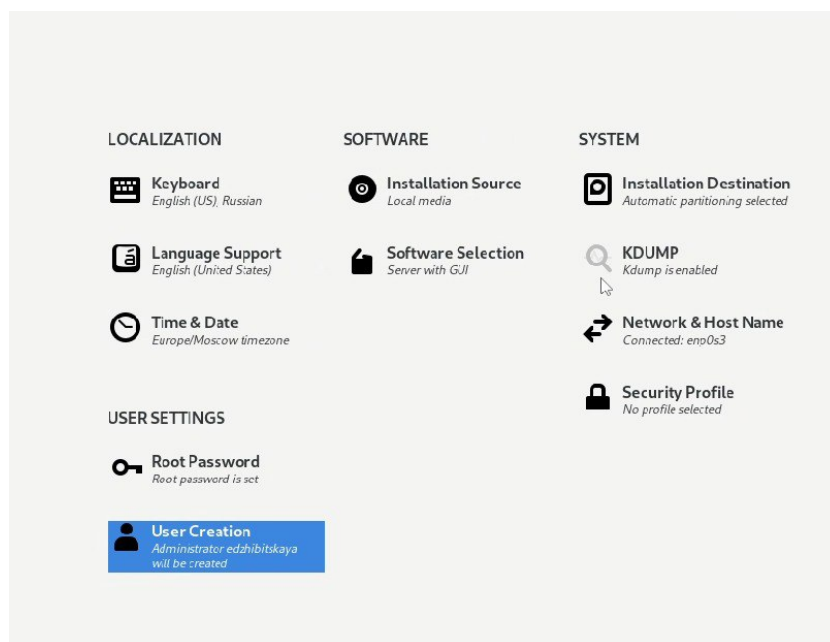 LOCALIZATION
Keyboard
English (US), Russian
Language Support
English (United States)
Time & Date
Europe/Moscow timezone
USER SETTINGS
Root Password
Root password is set
User Creation
Administrator edzhibitskaya
will be created
SOFTWARE
Installation Source
Local media
Software Selection
Server with GUI
SYSTEM
Installation Destination
Automatic partitioning selected
KDUMP
Kdump is enabled
Network & Host Name
Connected: enp0s3
Security Profile
No profile selected